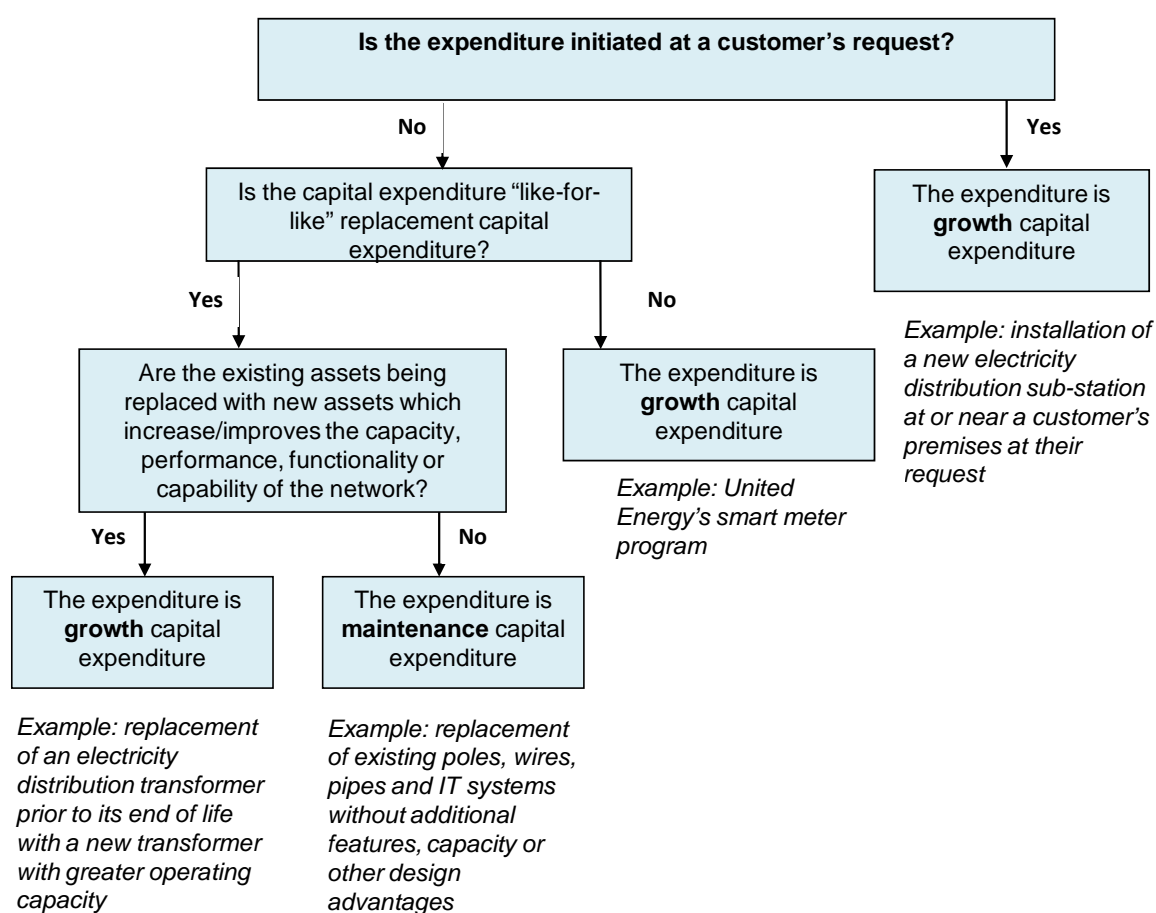 Is the expenditure initiated at a customer’s request?
No
Yes
Is the capital expenditure “like-for-
like” replacement capital
expenditure?
The expenditure is
growth capital
expenditure
Yes
No
Example: installation of
a new electricity
distribution sub-station
at or near a customer’s
premises at their
request
Are the existing assets being
replaced with new assets which
increase/improves the capacity,
performance, functionality or
capability of the network?
The expenditure is
growth capital
expenditure
Example: United
Energy’s smart meter
program
Yes
No
The expenditure is
growth capital
expenditure
The expenditure is
maintenance capital
expenditure
Example: replacement
of an electricity
distribution transformer
prior to its end of life
with a new transformer
with greater operating
capacity
Example: replacement
of existing poles, wires,
pipes and IT systems
without additional
features, capacity or
other design
advantages